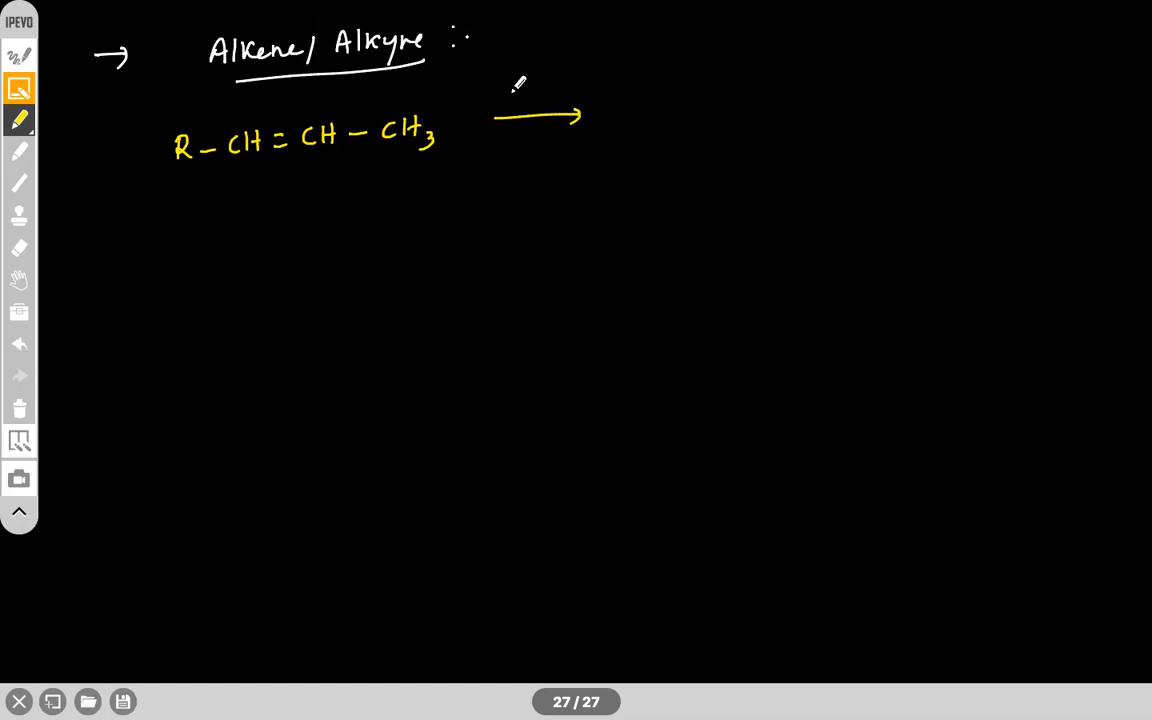 IPEVO
→ Alkene/ Alkyne :·
R – CH = CH – CH₃ →
27 / 27